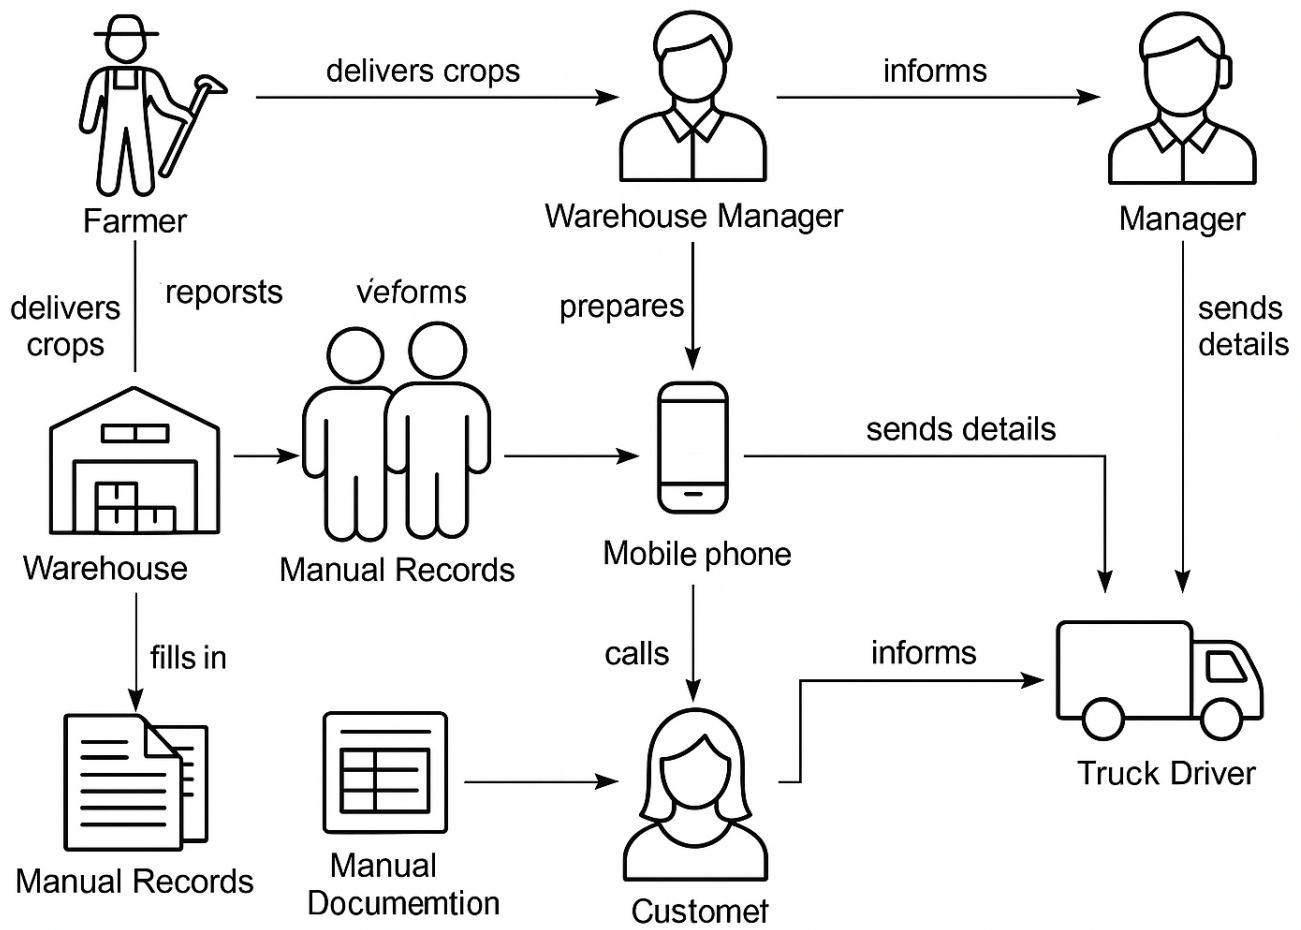 delivers crops
informs
Farmer
Warehouse Manager
Manager
delivers
crops
reporsts
veforms
prepares
sends
details
sends details
Warehouse
Manual Records
Mobile phone
fills in
calls
informs
Truck Driver
Manual Records
Manual
Documemtion
Customet